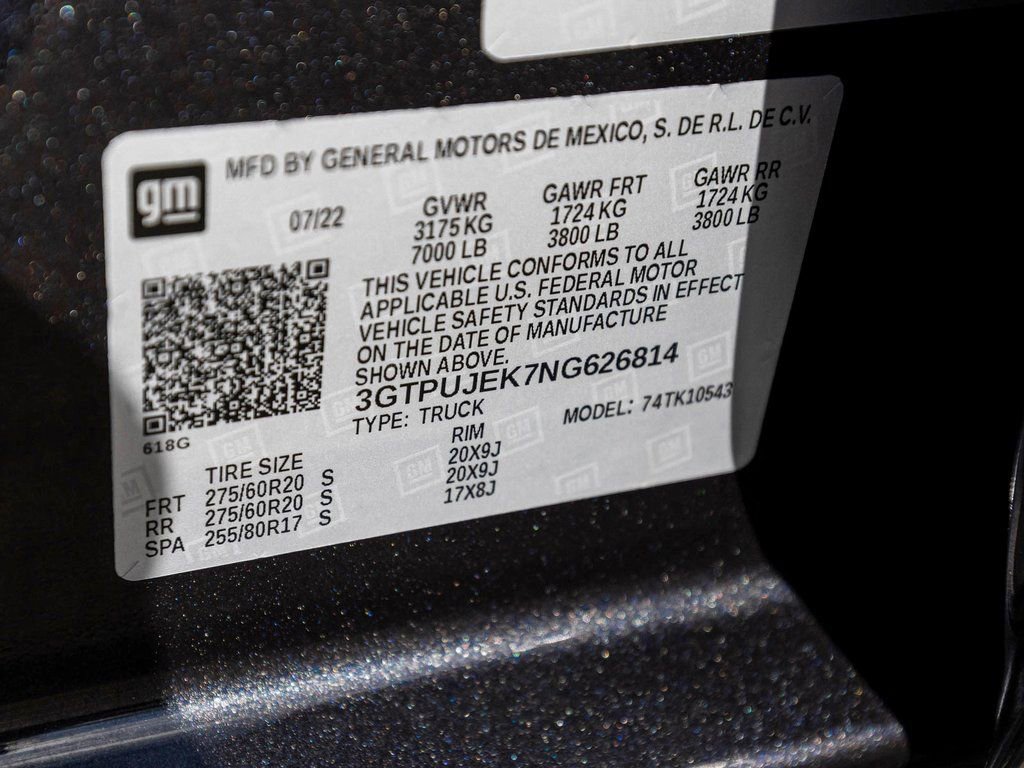 MFD BY GENERAL MOTORS DE MEXICO, S. DE R.L. DE C.V.
gm
07/22
GVWR GAWR FRT GAWR RR
3175 KG 1724 KG 1724 KG
7000 LB 3800 LB 3800 LB
THIS VEHICLE CONFORMS TO ALL
APPLICABLE U.S. FEDERAL MOTOR
VEHICLE SAFETY STANDARDS IN EFFECT
ON THE DATE OF MANUFACTURE
SHOWN ABOVE.
3GTPUJEK7NG626814
TYPE: TRUCK MODEL: 74TK10543
618G
TIRE SIZE RIM
FRT 275/60R20 S 20X9J
RR 275/60R20 S 20X9J
SPA 255/80R17 S 17X8J